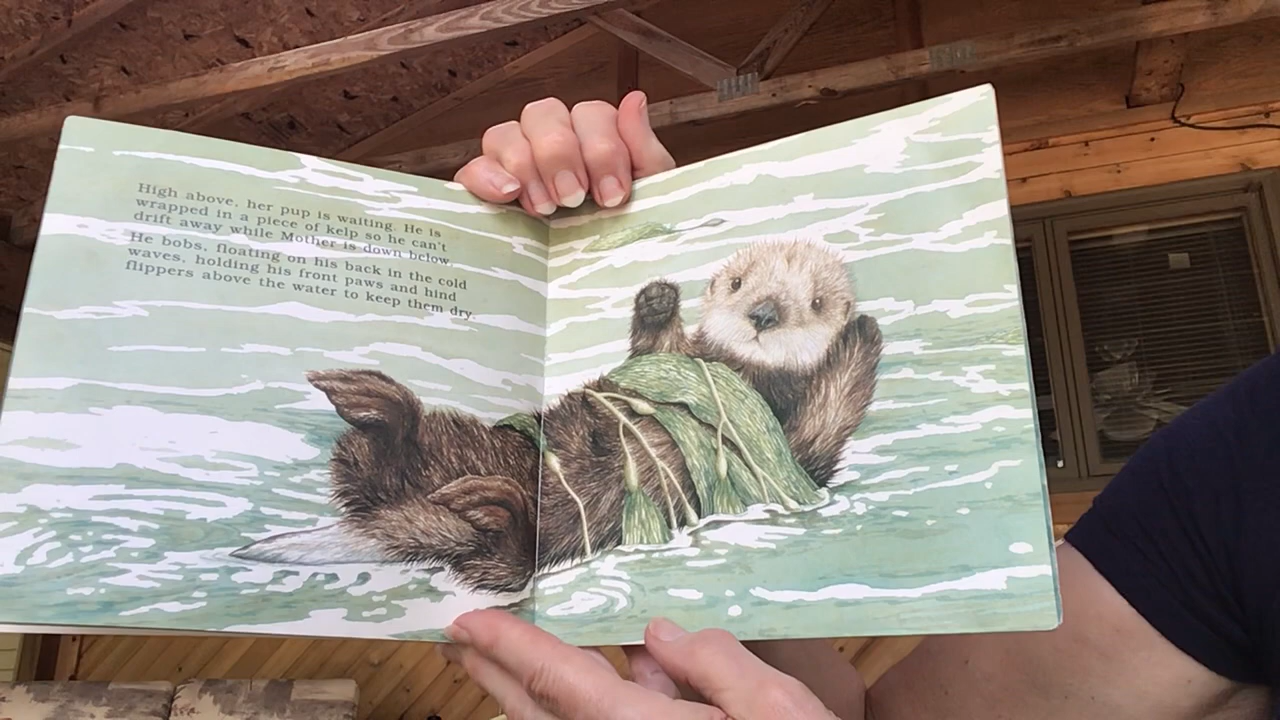 High above, her pup is waiting. He is
wrapped in a piece of kelp so he can't
drift away while Mother is down below.
He bobs, floating on his back in the cold
waves, holding his front paws and hind
flippers above the water to keep them dry.